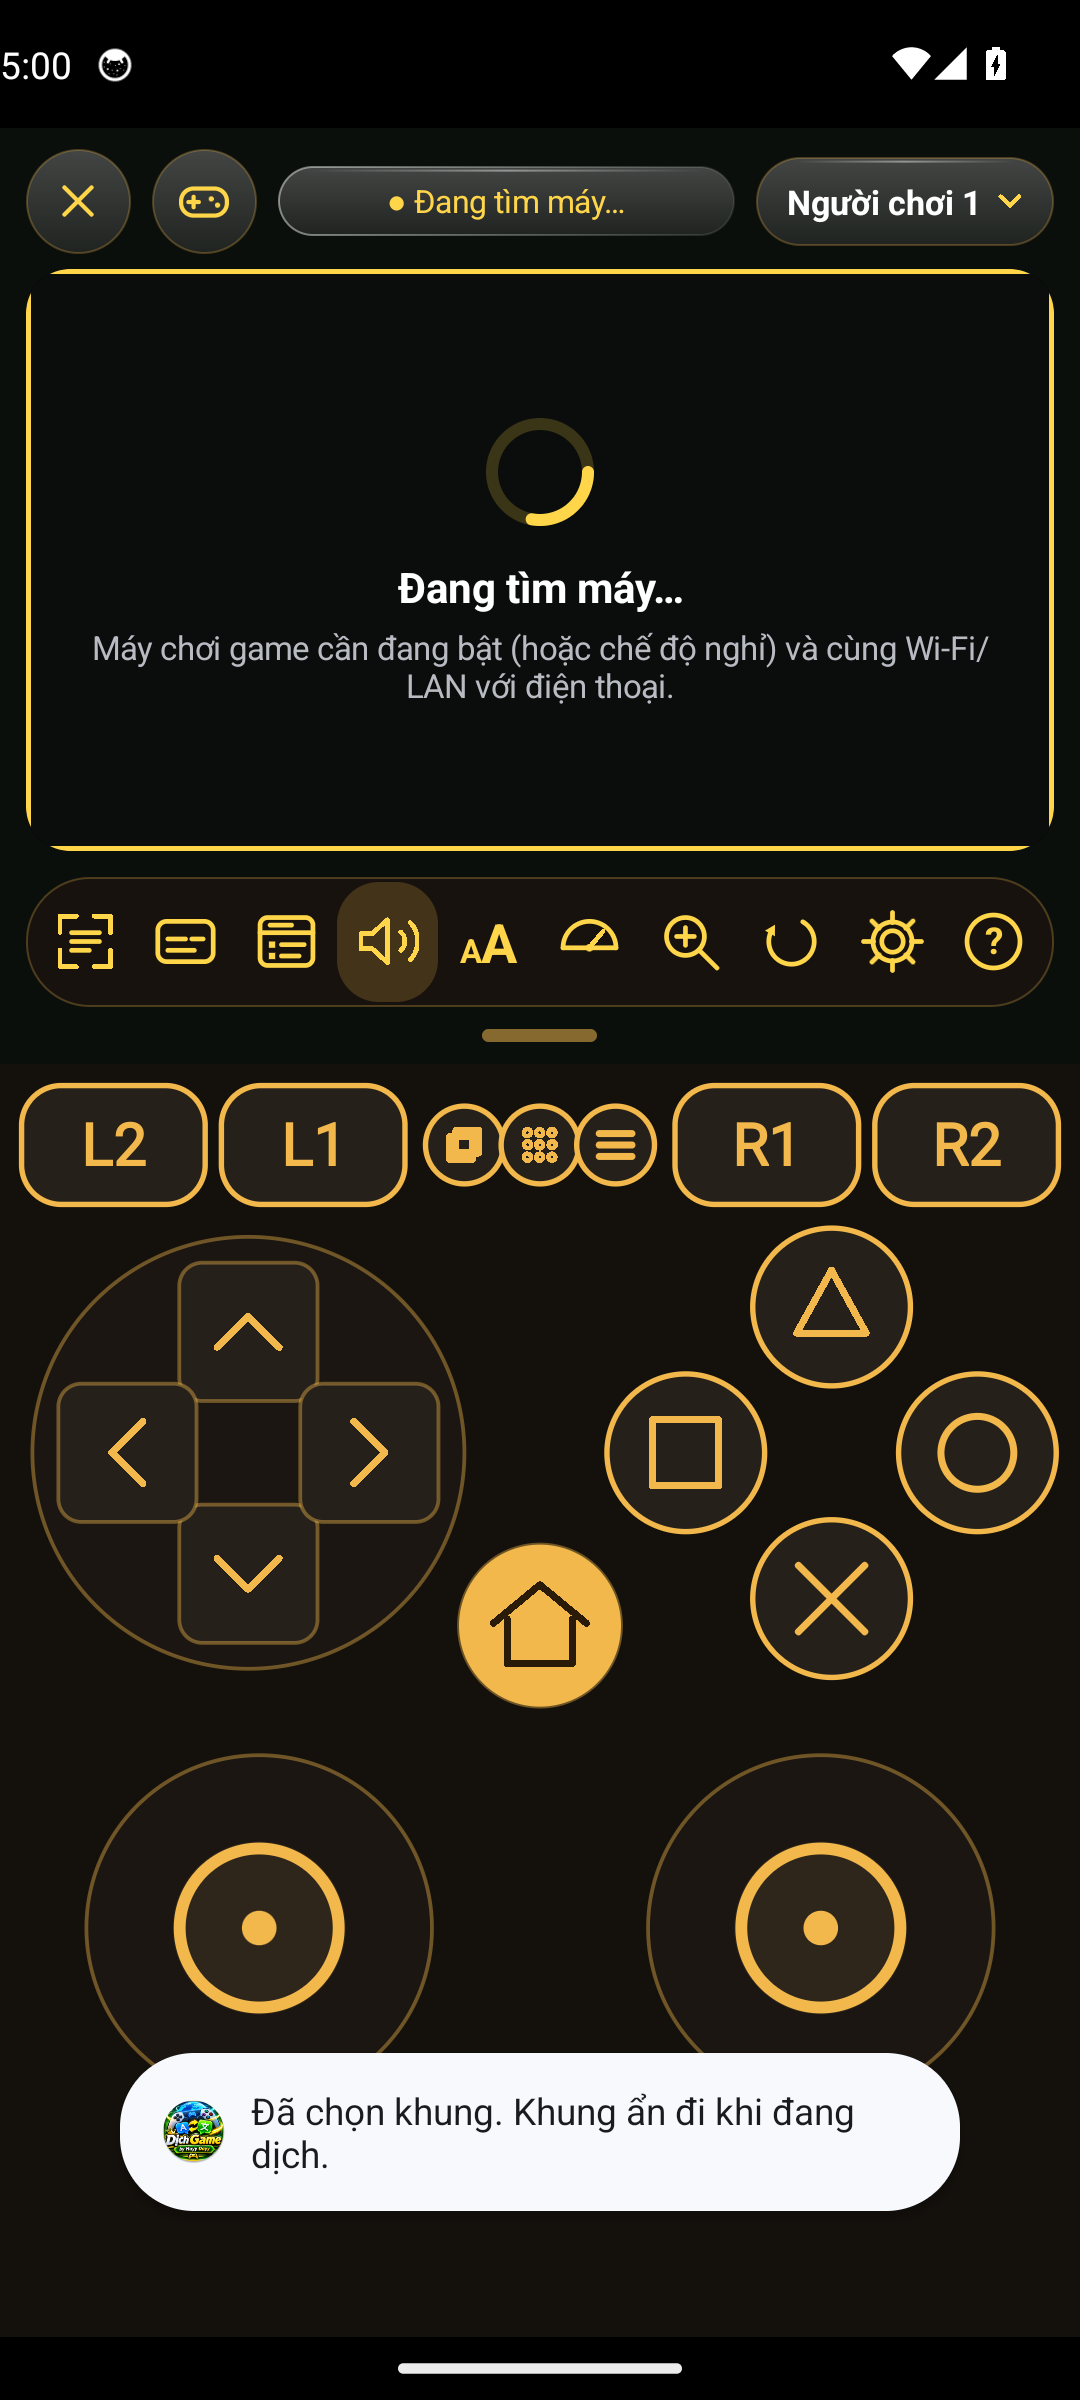 5:00
Đang tìm máy...
Người chơi 1
Đang tìm máy...
Máy chơi game cần đang bật (hoặc chế độ nghỉ) và cùng Wi-Fi/
LAN với điện thoại.
AA
?
L2
L1
R1
R2
DichGame
Đã chọn khung. Khung ẩn đi khi đang
dịch.